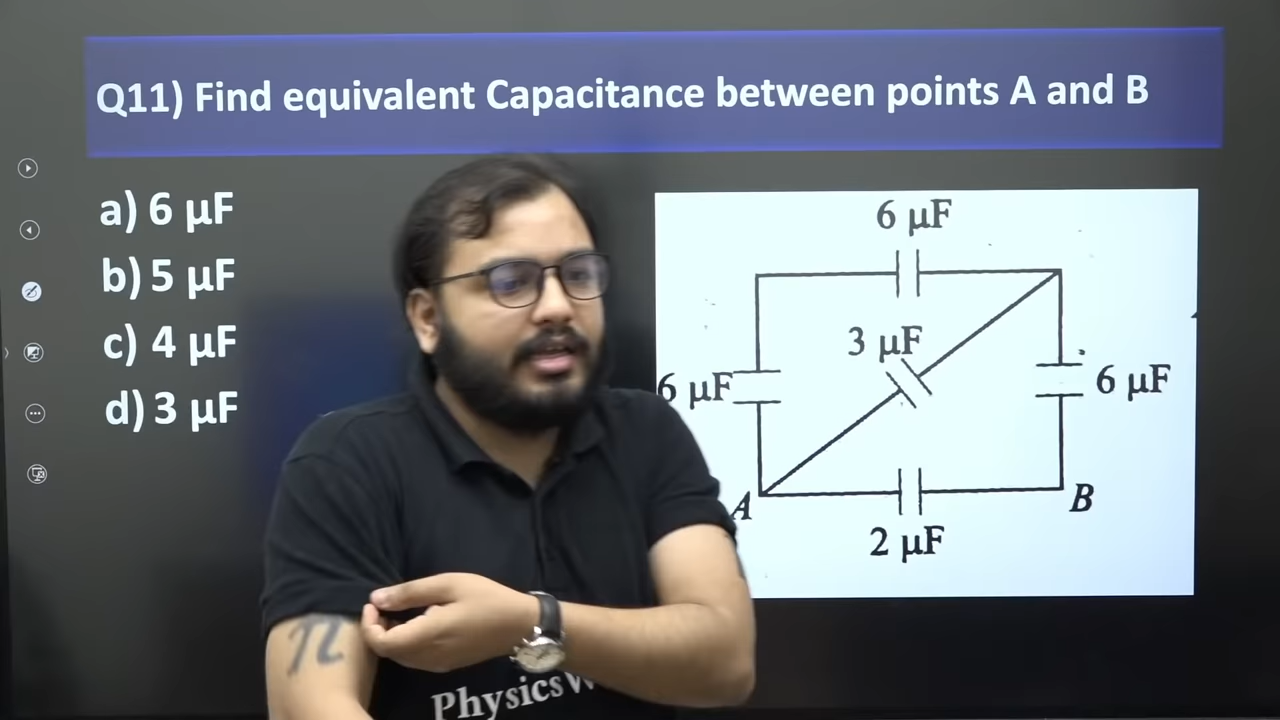 Q11) Find equivalent Capacitance between points A and B
a) 6 µF
b) 5 µF
c) 4 µF
d) 3 µF
6 µF
3 µF
6 µF
6 µF
A
B
2 µF
π
Physics